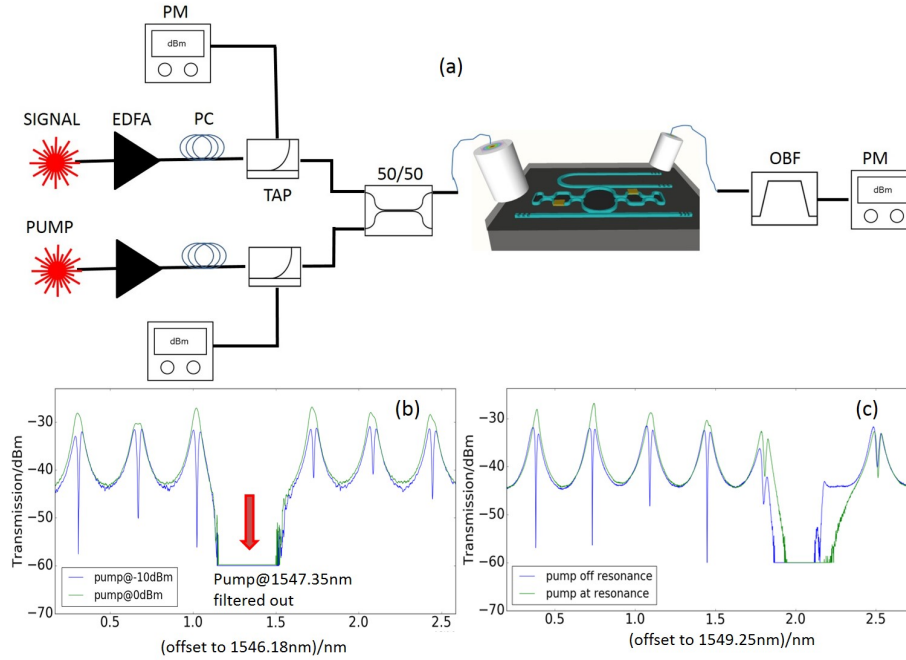 PM
dBm
(a)
SIGNAL
EDFA
PC
TAP
50/50
OBF
PM
dBm
PUMP
dBm
(b)
Transmission/dBm
−30
−40
−50
−60
−70
0.5
1.0
1.5
2.0
2.5
pump@-10dBm
pump@0dBm
Pump@1547.35nm
filtered out
(offset to 1546.18nm)/nm
(c)
Transmission/dBm
−30
−40
−50
−60
−70
0.5
1.0
1.5
2.0
2.5
pump off resonance
pump at resonance
(offset to 1549.25nm)/nm